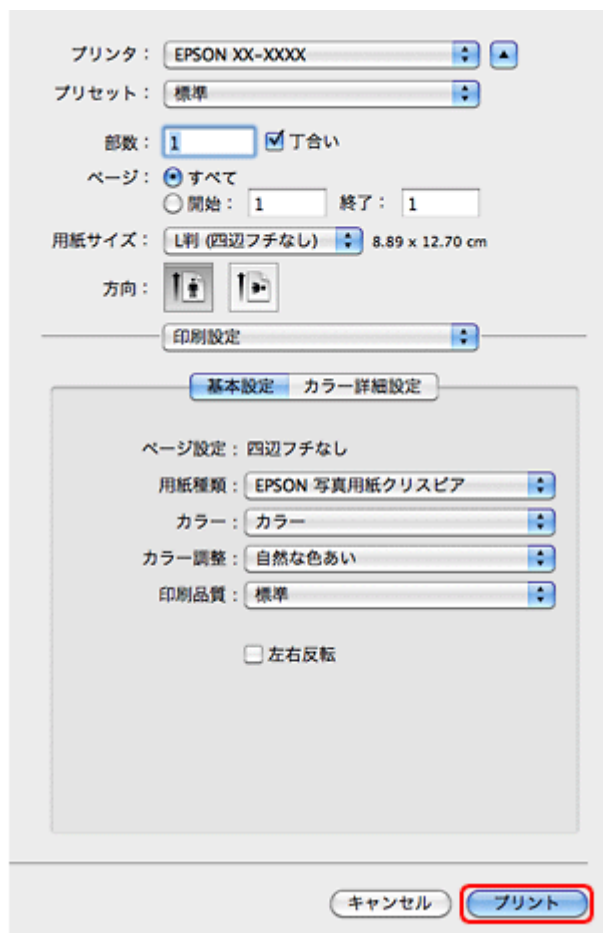 プリンタ： EPSON XX-XXXX
プリセット： 標準
部数： 1 丁合い
ページ： すべて
開始： 1 終了： 1
用紙サイズ： L判 (四辺フチなし) 8.89 x 12.70 cm
方向：
印刷設定
基本設定 カラー詳細設定
ページ設定： 四辺フチなし
用紙種類： EPSON 写真用紙クリスピア
カラー： カラー
カラー調整： 自然な色あい
印刷品質： 標準
左右反転
キャンセル プリント